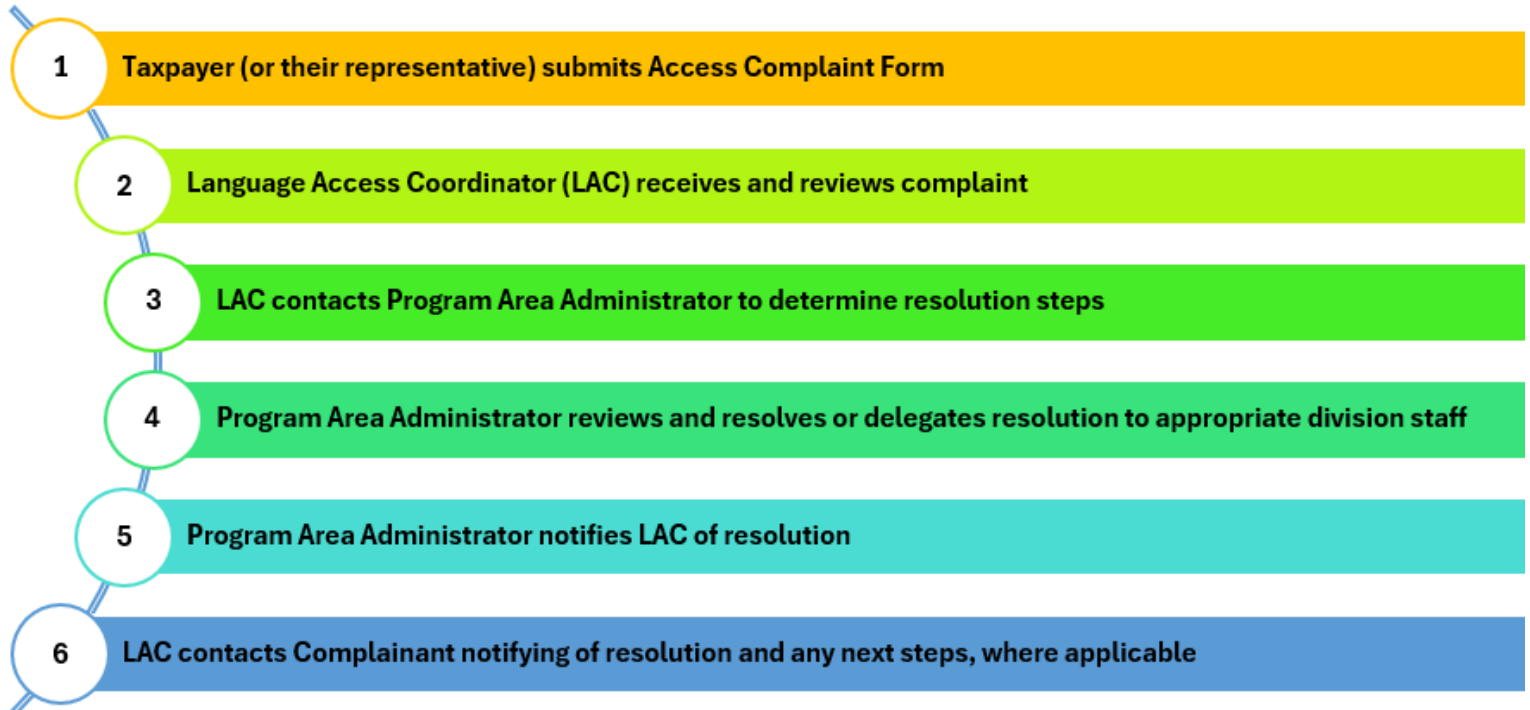 1
Taxpayer (or their representative) submits Access Complaint Form
2
Language Access Coordinator (LAC) receives and reviews complaint
3
LAC contacts Program Area Administrator to determine resolution steps
4
Program Area Administrator reviews and resolves or delegates resolution to appropriate division staff
5
Program Area Administrator notifies LAC of resolution
6
LAC contacts Complainant notifying of resolution and any next steps, where applicable